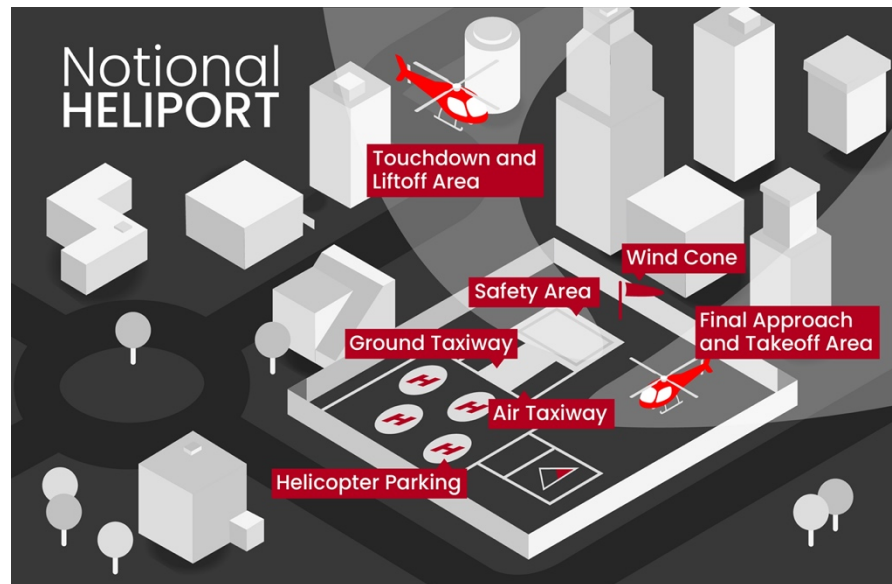 Notional
HELIPORT
Touchdown and
Liftoff Area
Wind Cone
Safety Area
Final Approach
and Takeoff Area
Ground Taxiway
Air Taxiway
Helicopter Parking
H
H
H
H